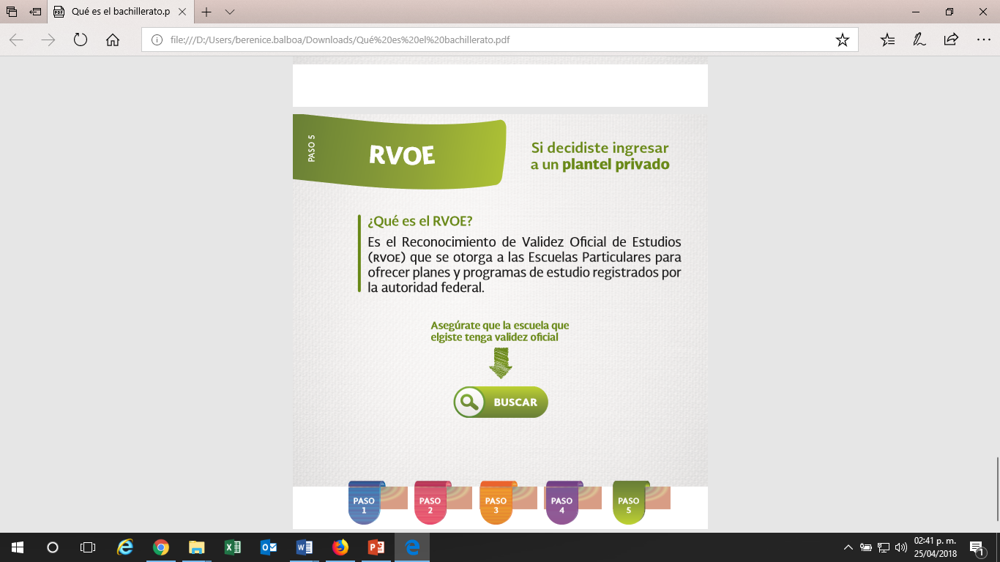 Qué es el bachillerato.p
file:///D:/Users/berenice.balboa/Downloads/Qué%20es%20el%20bachillerato.pdf
PASO 5
RVOE
Si decidiste ingresar
a un plantel privado
¿Qué es el RVOE?
Es el Reconocimiento de Validez Oficial de Estudios
(RVOE) que se otorga a las Escuelas Particulares para
ofrecer planes y programas de estudio registrados por
la autoridad federal.
Asegúrate que la escuela que
elgiste tenga validez oficial
BUSCAR
PASO
1
PASO
2
PASO
3
PASO
4
PASO
5
02:41 p. m.
25/04/2018
1